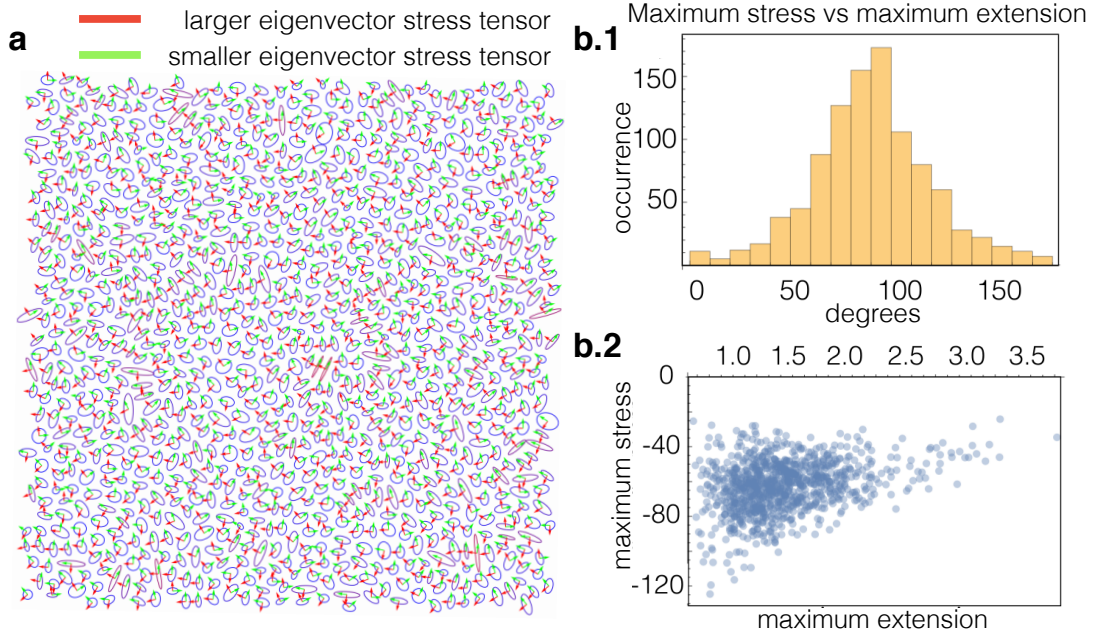 larger eigenvector stress tensor
smaller eigenvector stress tensor
a
Maximum stress vs maximum extension
b.1
150
100
50
occurrence
0 50 100 150
degrees
b.2
1.0 1.5 2.0 2.5 3.0 3.5
0
-40
-80
-120
maximum stress
maximum extension